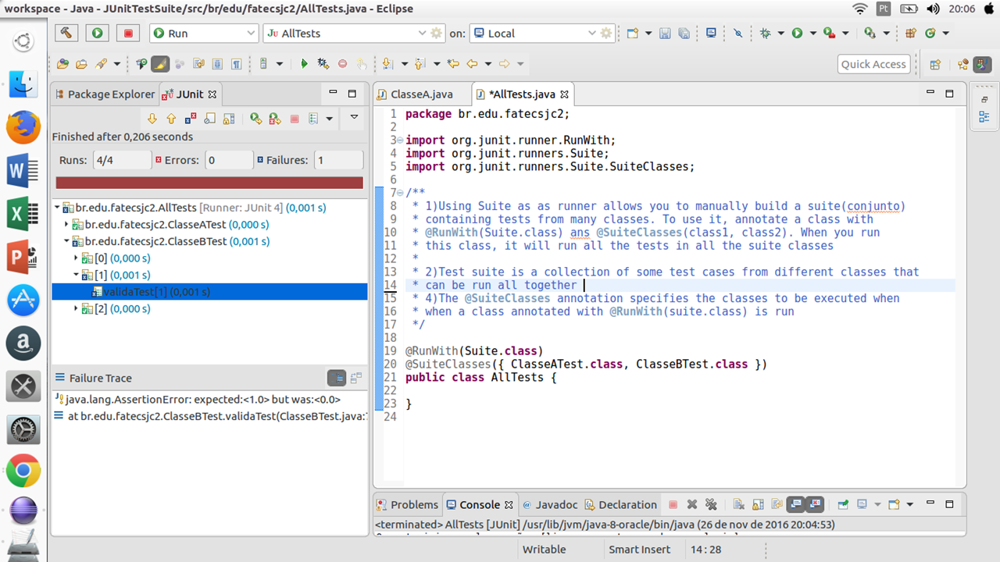 workspace - Java - JUnitTestSuite/src/br/edu/fatecsjc2/AllTests.java - Eclipse
Pt
20:06
Run
Ju AllTests
on:
Local
Quick Access
Package Explorer
JUnit
ClasseA.java
*AllTests.java
Finished after 0,206 seconds
Runs: 4/4
Errors: 0
Failures: 1
br.edu.fatecsjc2.AllTests [Runner: JUnit 4] (0,001 s)
br.edu.fatecsjc2.ClasseATest (0,000 s)
br.edu.fatecsjc2.ClasseBTest (0,001 s)
[0] (0,000 s)
[1] (0,001 s)
validaTest[1] (0,001 s)
[2] (0,000 s)
Failure Trace
java.lang.AssertionError: expected:<1.0> but was:<0.0>
at br.edu.fatecsjc2.ClasseBTest.validaTest(ClasseBTest.java:
1 package br.edu.fatecsjc2;
2
3 import org.junit.runner.RunWith;
4 import org.junit.runners.Suite;
5 import org.junit.runners.Suite.SuiteClasses;
6
7 /**
8 * 1)Using Suite as as runner allows you to manually build a suite(conjunto)
9 * containing tests from many classes. To use it, annotate a class with
10 * @RunWith(Suite.class) ans @SuiteClasses(class1, class2). When you run
11 * this class, it will run all the tests in all the suite classes
12 *
13 * 2)Test suite is a collection of some test cases from different classes that
14 * can be run all together
15 * 4)The @SuiteClasses annotation specifies the classes to be executed when
16 * when a class annotated with @RunWith(suite.class) is run
17 */
18
19 @RunWith(Suite.class)
20 @SuiteClasses({ ClasseATest.class, ClasseBTest.class })
21 public class AllTests {
22
23 }
24
Problems
Console
@ Javadoc
Declaration
<terminated> AllTests [JUnit] /usr/lib/jvm/java-8-oracle/bin/java (26 de nov de 2016 20:04:53)
Writable
Smart Insert
14 : 28